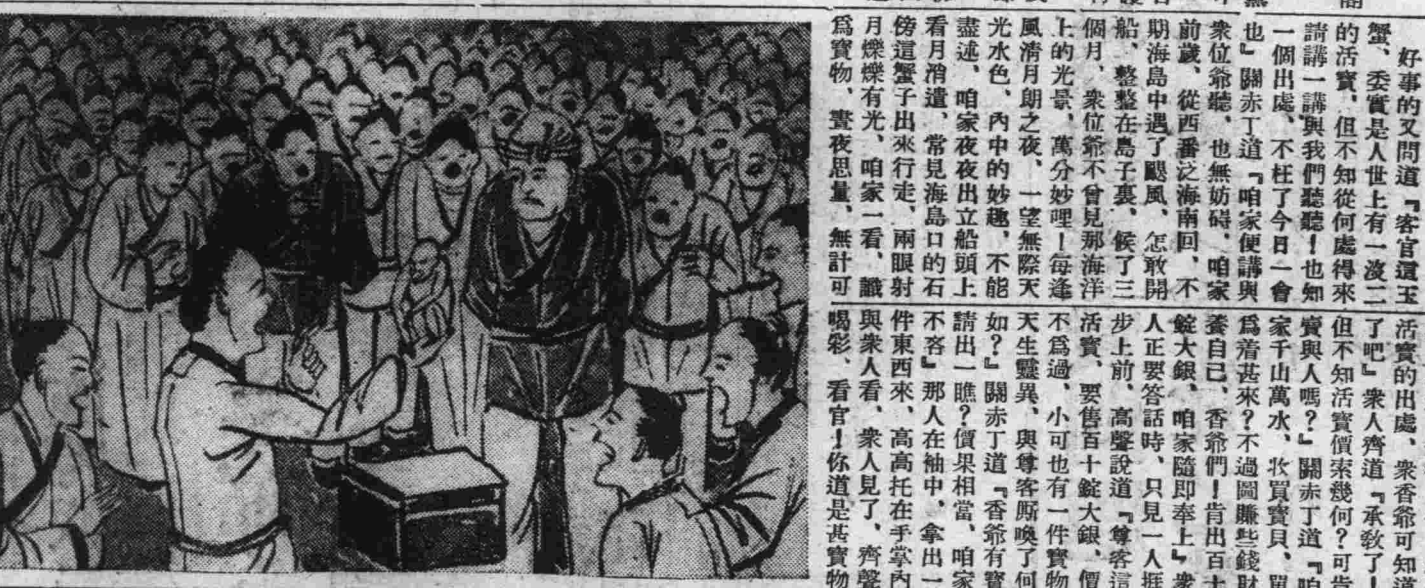 好事的又問道『客官這玉
蟹、委實是人世上有一沒二
的活寶、但不知從何處得來
請講一講與我們聽聽！也知
一個出處、不枉了今日一會
也』關赤丁道『咱家便講與
衆位爺聽、也無妨碍、咱家
前歲、從西番泛海南回、不
期海島中遇了颶風、怎敢開
船、整整在島子裏、候了三
個月、衆位爺不曾見那海洋
上的光景、萬分妙哩！每逢
風清月朗之夜、一望無際天
光水色、內中的妙趣、不能
盡述、咱家夜夜出立船頭上
看月消遣、常見海島口的石
傍這蟹子出來行走、兩眼射
月爍爍有光、咱家一看、識
爲寶物、晝夜思量、無計可
活寶的出處、衆香爺可知道
了吧』衆人齊道『承敎了
但不知活寶價索幾何？可肯
賣與人嗎？』關赤丁道『咱
家千山萬水、收買寶貝、單
爲着甚來？不過圖賺些錢財
養自己、香爺們！肯出百十
錠大銀、咱家隨即奉上』衆
人正要答話時、只見一人捱
步上前、高聲說道『尊客這
活寶、要售百十錠大銀、價
不爲過、小可也有一件寶物
天生靈異、與尊客厮喚了何
如？』關赤丁道『香爺有寶
請出一瞧？價果相當、咱家
不客』那人在袖中、拿出一
件東西來、高高托在手掌內
與衆人看、衆人見了、齊聲
喝彩、看官！你道是甚寶物